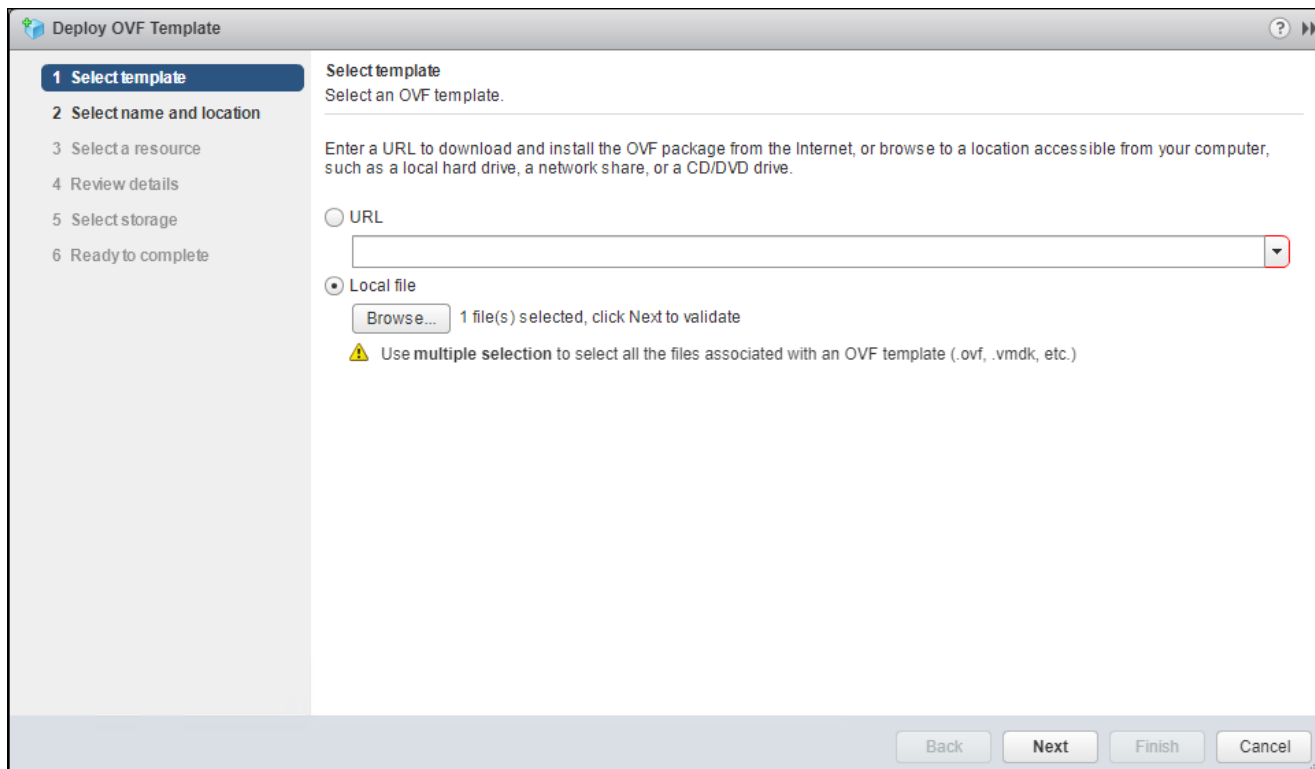 Deploy OVF Template
?
1 Select template
2 Select name and location
3 Select a resource
4 Review details
5 Select storage
6 Ready to complete
Select template
Select an OVF template.
Enter a URL to download and install the OVF package from the Internet, or browse to a location accessible from your computer,
such as a local hard drive, a network share, or a CD/DVD drive.
URL
Local file
Browse... 1 file(s) selected, click Next to validate
Use multiple selection to select all the files associated with an OVF template (.ovf, .vmdk, etc.)
Back Next Finish Cancel